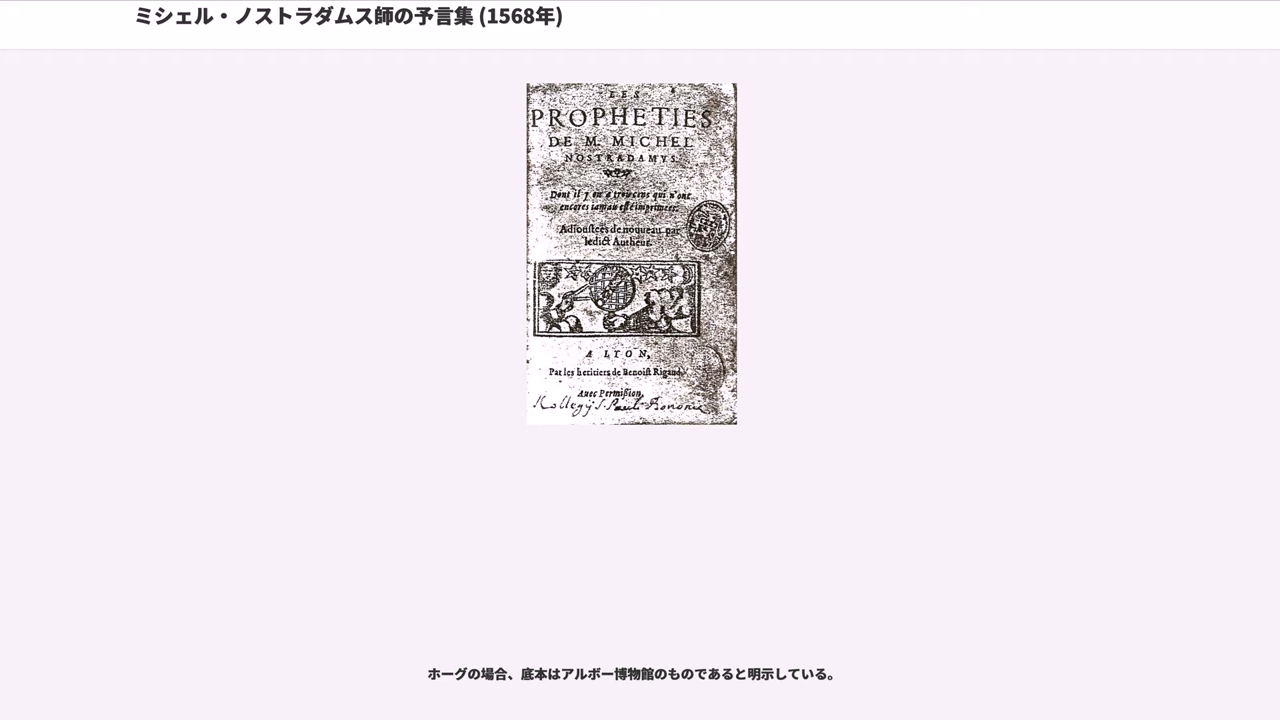 ミシェル・ノストラダムス師の予言集 (1568年)
LES
PROPHETIES
DE M. MICHEL
NOSTRADAMVS.
Dont il y en a trois cens qui n'ont
encores iamais esté imprimées.
Adioustées de nouueau par
ledict Autheur.
A LYON,
Par les heritiers de Benoist Rigaud.
Auec Permission.
ホーグの場合、底本はアルボー博物館のものであると明示している。